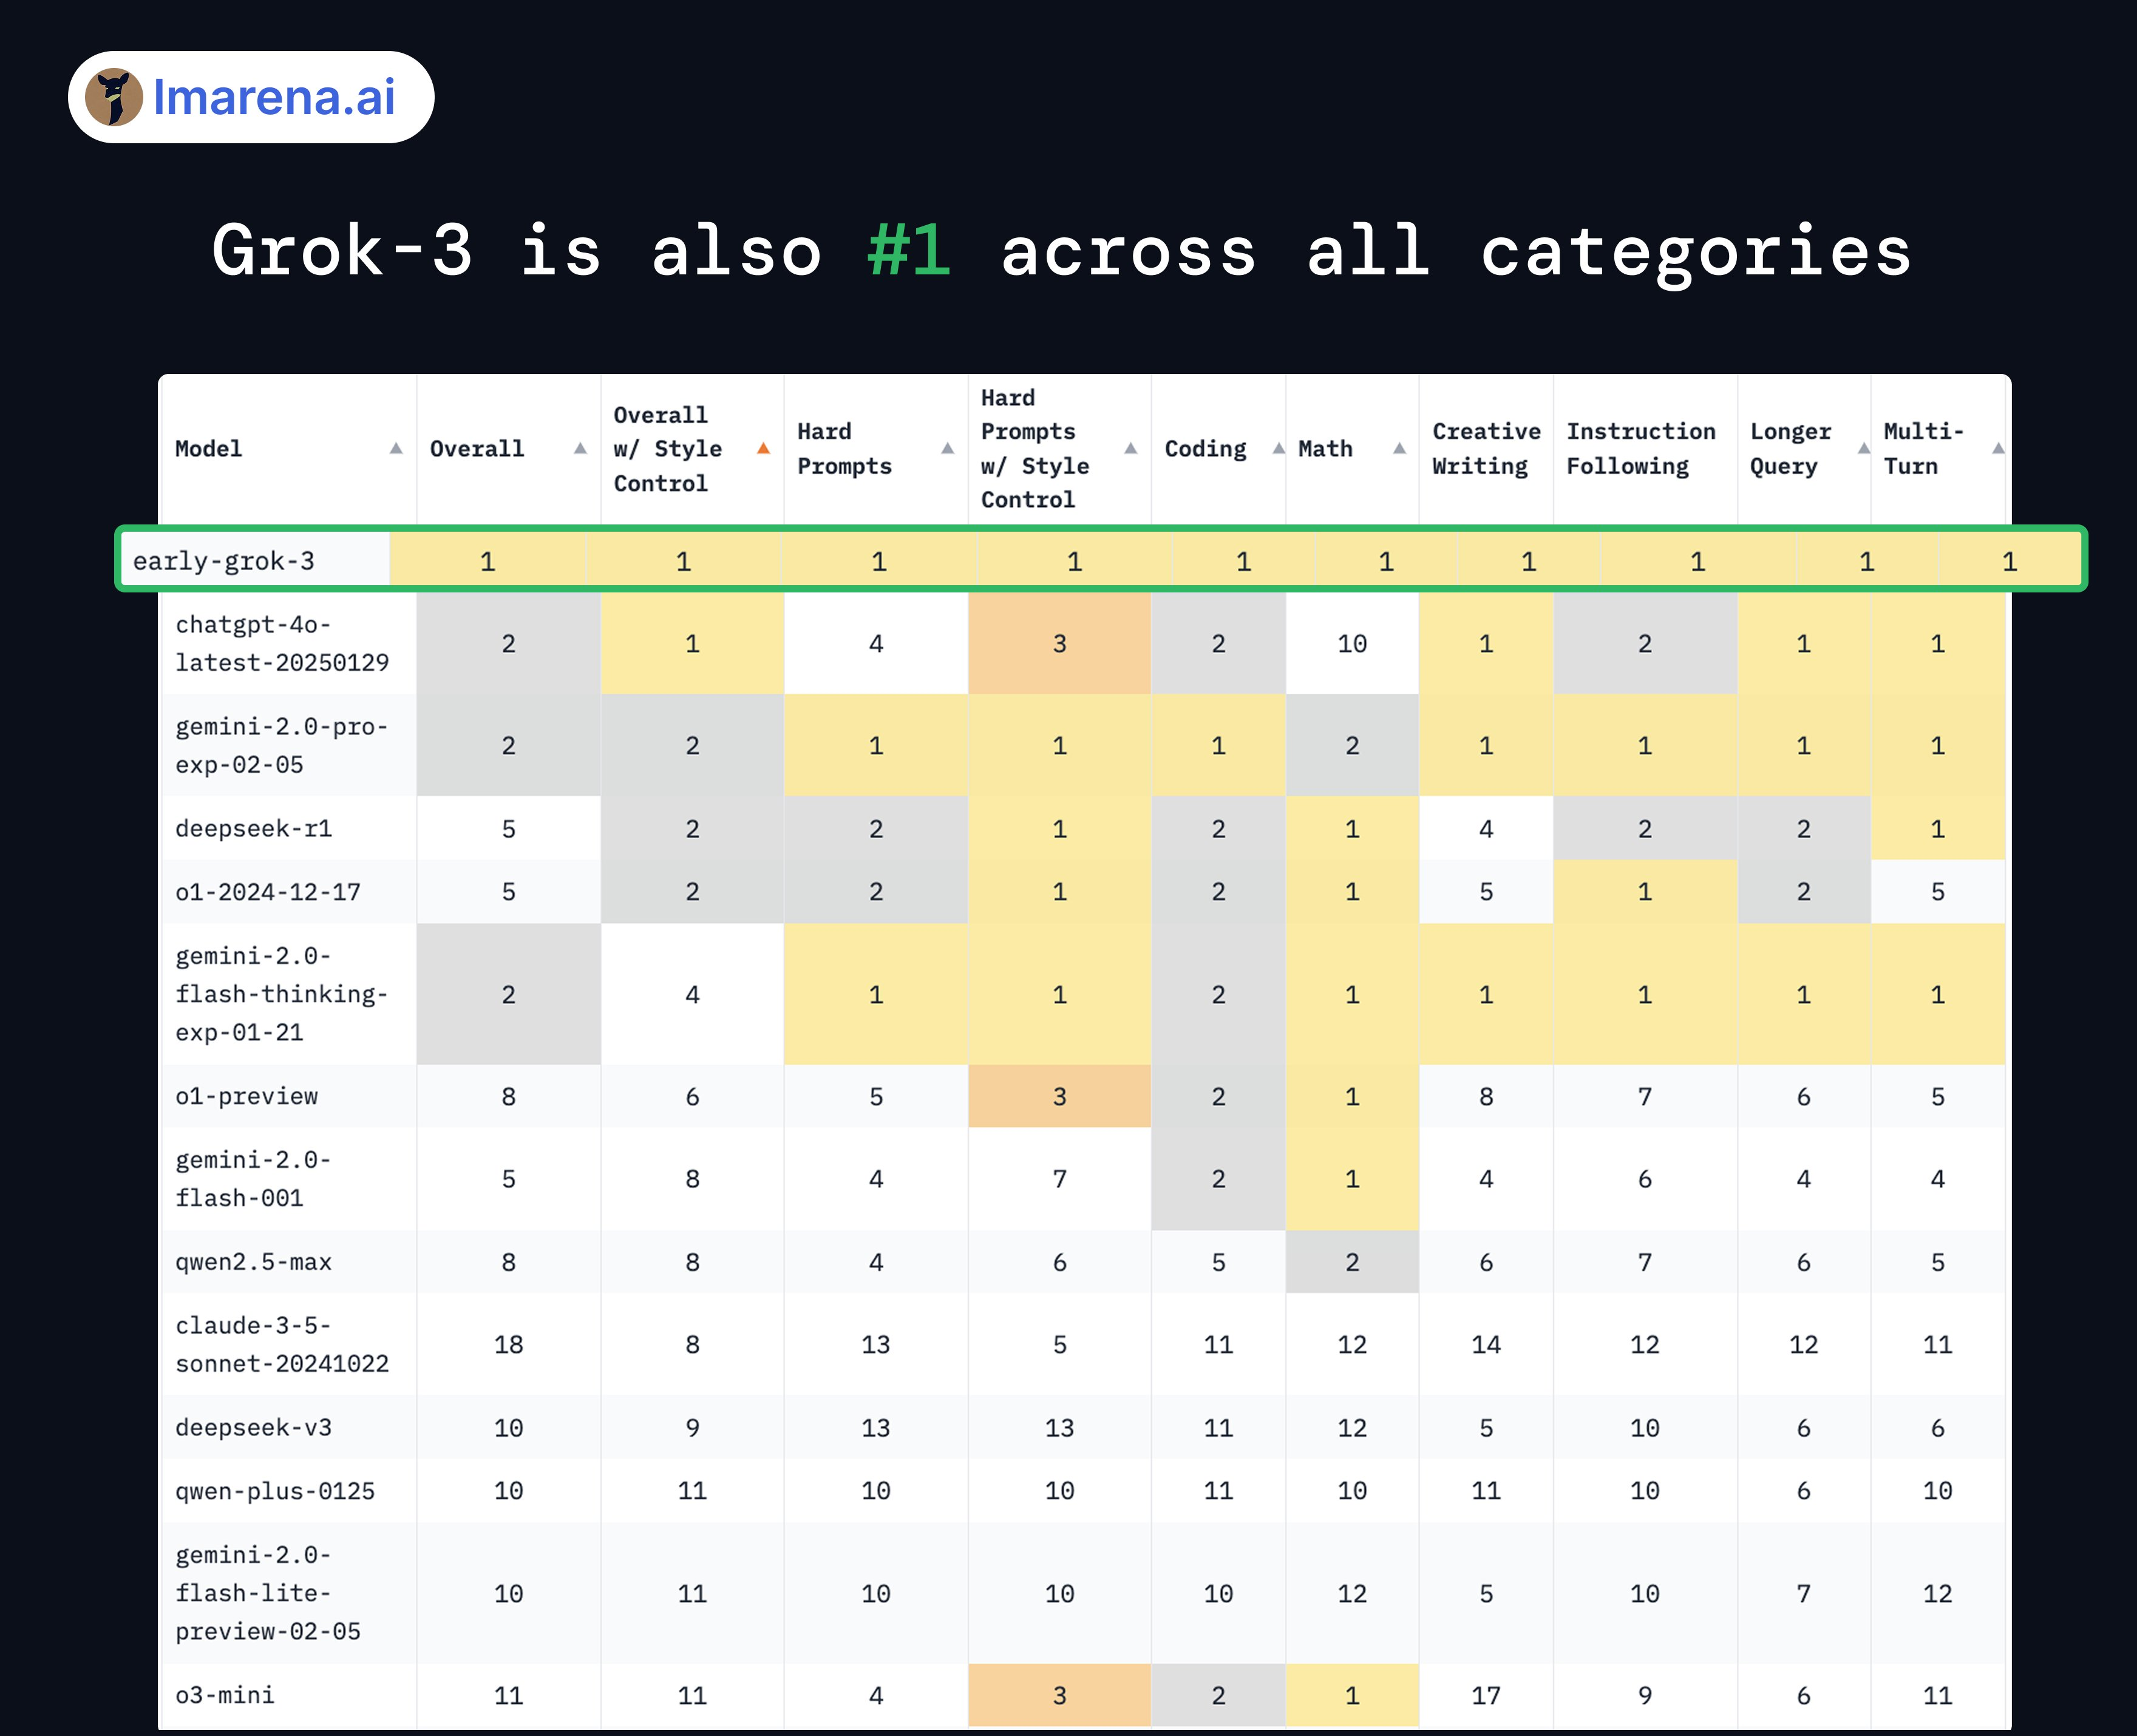 lmarena.ai
Grok-3 is also #1 across all categories
Model Overall Overall w/ Style Control Hard Prompts Hard Prompts w/ Style Control Coding Math Creative Writing Instruction Following Longer Query Multi-Turn
early-grok-3 1 1 1 1 1 1 1 1 1 1
chatgpt-4o-latest-20250129 2 1 4 3 2 10 1 2 1 1
gemini-2.0-pro-exp-02-05 2 2 1 1 1 2 1 1 1 1
deepseek-r1 5 2 2 1 2 1 4 2 2 1
o1-2024-12-17 5 2 2 1 2 1 5 1 2 5
gemini-2.0-flash-thinking-exp-01-21 2 4 1 1 2 1 1 1 1 1
o1-preview 8 6 5 3 2 1 8 7 6 5
gemini-2.0-flash-001 5 8 4 7 2 1 4 6 4 4
qwen2.5-max 8 8 4 6 5 2 6 7 6 5
claude-3-5-sonnet-20241022 18 8 13 5 11 12 14 12 12 11
deepseek-v3 10 9 13 13 11 12 5 10 6 6
qwen-plus-0125 10 11 10 10 11 10 11 10 6 10
gemini-2.0-flash-lite-preview-02-05 10 11 10 10 10 12 5 10 7 12
o3-mini 11 11 4 3 2 1 17 9 6 11